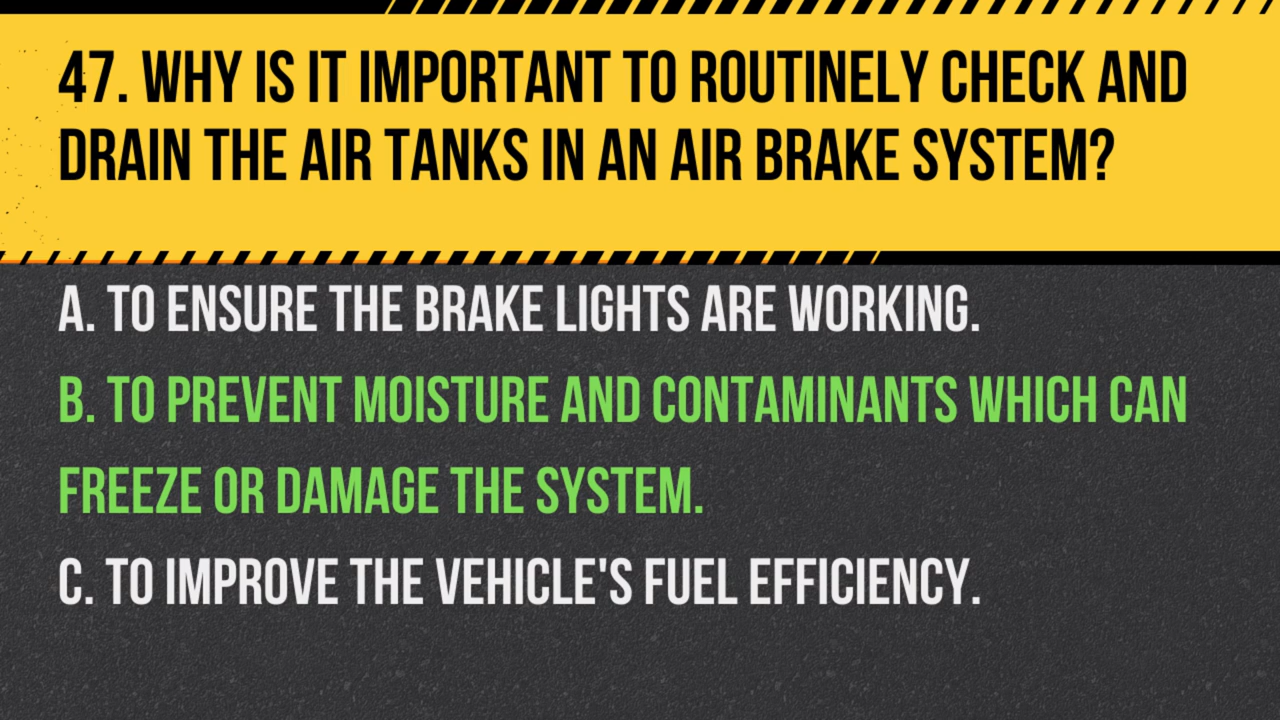 47. WHY IS IT IMPORTANT TO ROUTINELY CHECK AND
DRAIN THE AIR TANKS IN AN AIR BRAKE SYSTEM?
A. TO ENSURE THE BRAKE LIGHTS ARE WORKING.
B. TO PREVENT MOISTURE AND CONTAMINANTS WHICH CAN
FREEZE OR DAMAGE THE SYSTEM.
C. TO IMPROVE THE VEHICLE'S FUEL EFFICIENCY.